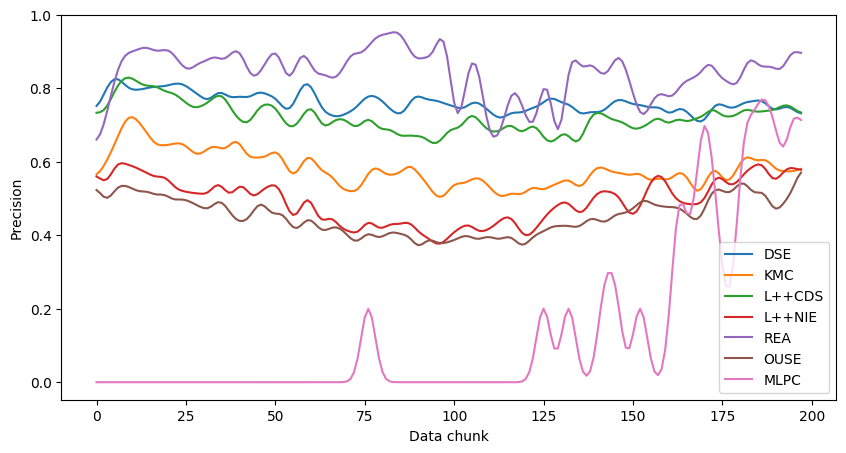 1.0
0.8
0.6
0.4
0.2
0.0
Precision
0
25
50
75
100
125
150
175
200
Data chunk
DSE
KMC
L++CDS
L++NIE
REA
OUSE
MLPC